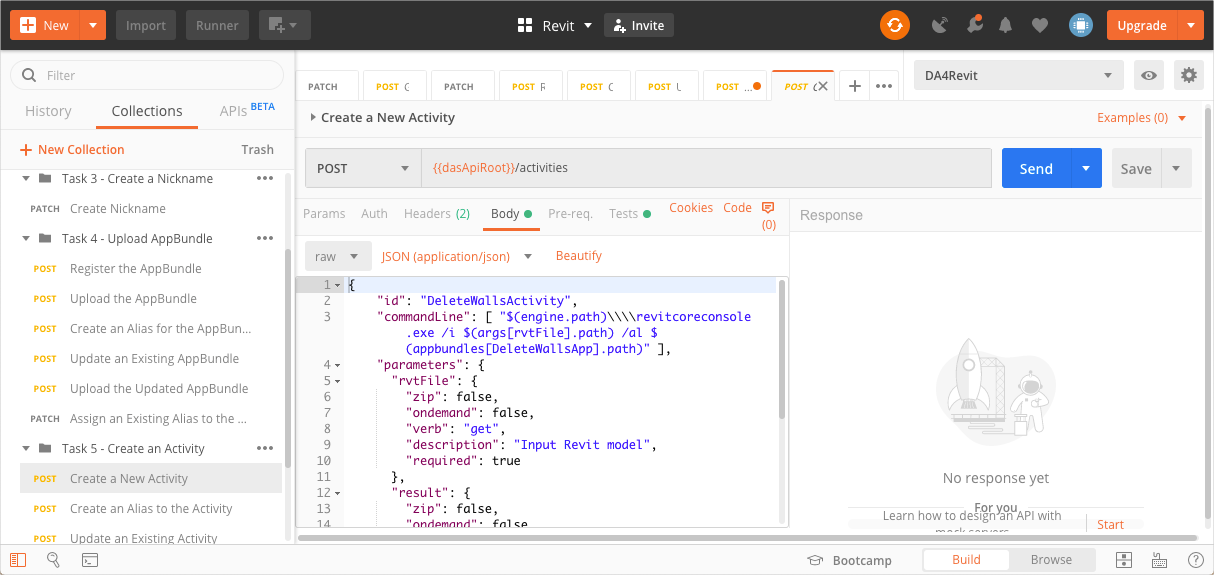 New
Import
Runner
Revit
Invite
Upgrade
Filter
History
Collections
APIs BETA
New Collection
Trash
Task 3 - Create a Nickname
PATCH Create Nickname
Task 4 - Upload AppBundle
POST Register the AppBundle
POST Upload the AppBundle
POST Create an Alias for the AppBun...
POST Update an Existing AppBundle
POST Upload the Updated AppBundle
PATCH Assign an Existing Alias to the ...
Task 5 - Create an Activity
POST Create a New Activity
POST Create an Alias to the Activity
POST Update an Existing Activity
PATCH
POST
PATCH
POST
POST
POST
POST ...
POST
DA4Revit
Create a New Activity
Examples (0)
POST
{{dasApiRoot}}/activities
Send
Save
Params
Auth
Headers (2)
Body
Pre-req.
Tests
Cookies
Code
(0)
raw
JSON (application/json)
Beautify
1 {
2 "id": "DeleteWallsActivity",
3 "commandLine": [ "$(engine.path)\\\\revitcoreconsole
.exe /i $(args[rvtFile].path) /al $
(appbundles[DeleteWallsApp].path)" ],
4 "parameters": {
5 "rvtFile": {
6 "zip": false,
7 "ondemand": false,
8 "verb": "get",
9 "description": "Input Revit model",
10 "required": true
11 },
12 "result": {
13 "zip": false,
14 "ondemand": false
Response
No response yet
For you
Learn how to design an API with
mock servers
Start
Bootcamp
Build
Browse